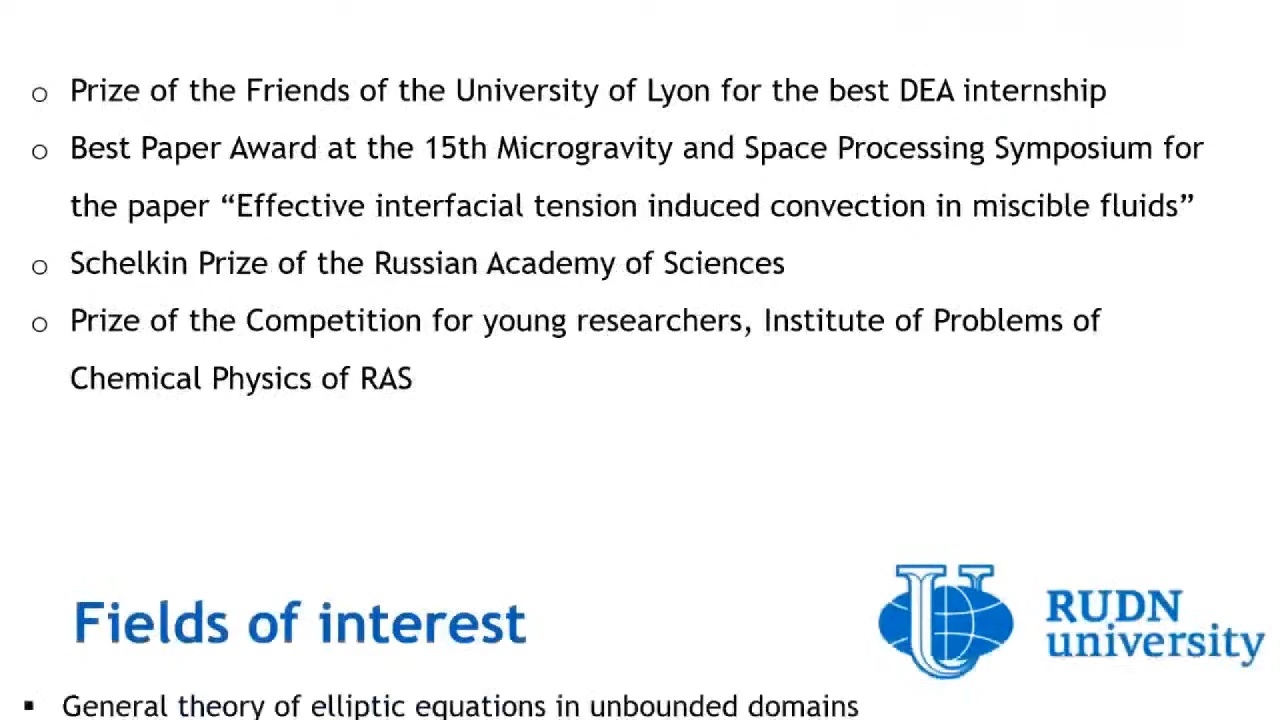 o Prize of the Friends of the University of Lyon for the best DEA internship
o Best Paper Award at the 15th Microgravity and Space Processing Symposium for
the paper “Effective interfacial tension induced convection in miscible fluids”
o Schelkin Prize of the Russian Academy of Sciences
o Prize of the Competition for young researchers, Institute of Problems of
Chemical Physics of RAS
Fields of interest
RUDN
university
▪ General theory of elliptic equations in unbounded domains